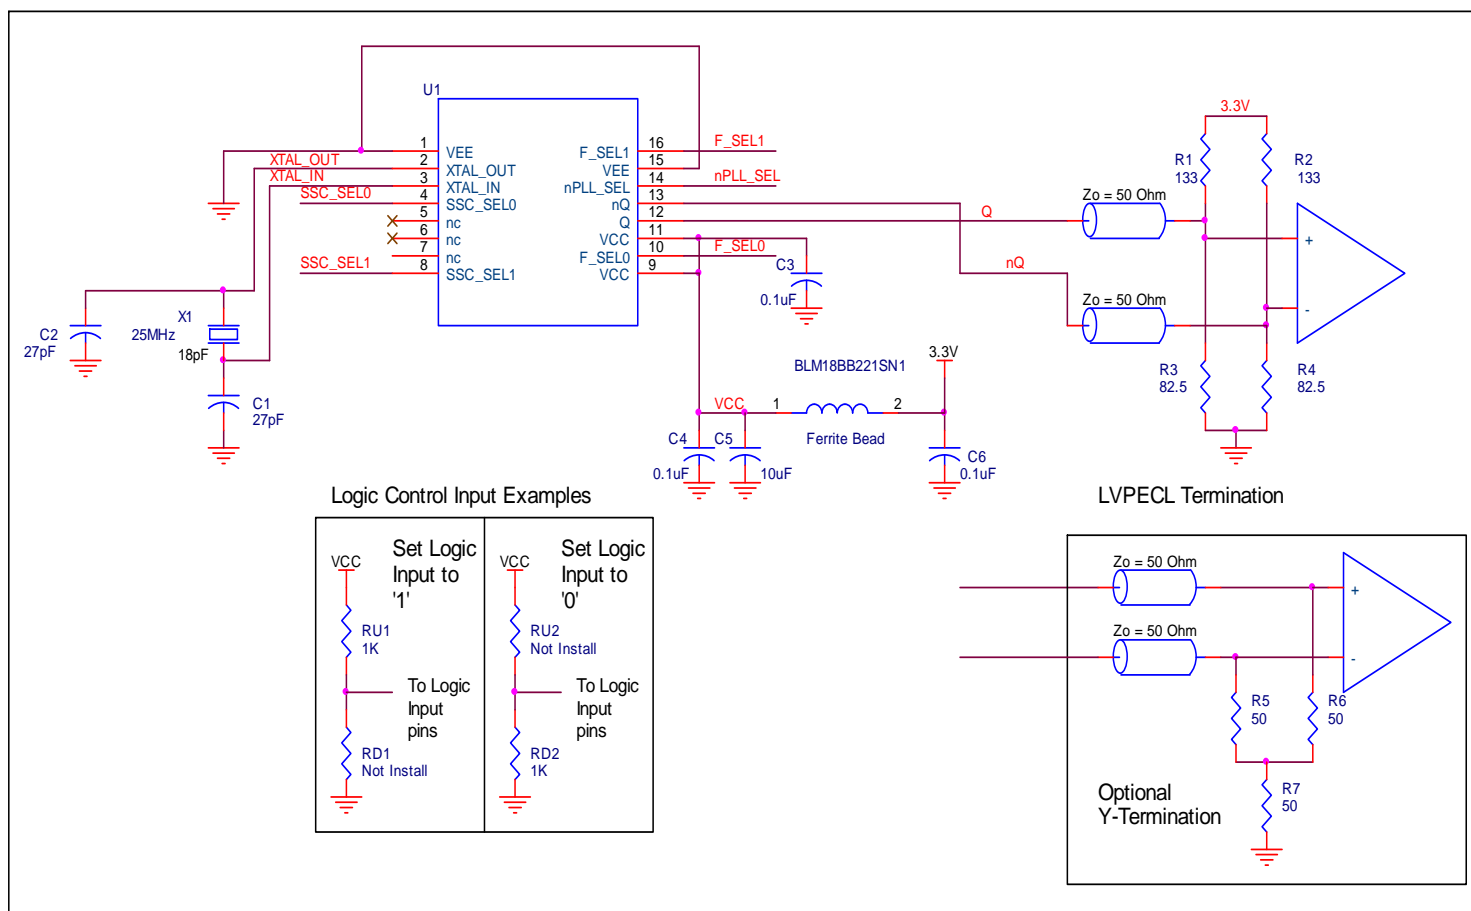 U1
1
VEE
2
XTAL_OUT
3
XTAL_IN
4
SSC_SEL0
5
nc
6
nc
7
nc
8
SSC_SEL1
16
F_SEL1
15
VEE
14
nPLL_SEL
13
nQ
12
Q
11
VCC
10
F_SEL0
9
VCC
XTAL_OUT
XTAL_IN
SSC_SEL0
SSC_SEL1
F_SEL1
nPLL_SEL
F_SEL0
Q
nQ
C2
27pF
X1
25MHz
18pF
C1
27pF
C3
0.1uF
3.3V
R1
133
R2
133
Zo = 50 Ohm
Zo = 50 Ohm
+
-
R3
82.5
R4
82.5
BLM18BB221SN1
3.3V
VCC
1
2
Ferrite Bead
C4
0.1uF
C5
10uF
C6
0.1uF
Logic Control Input Examples
LVPECL Termination
VCC
Set Logic
Input to
'1'
RU1
1K
To Logic
Input
pins
RD1
Not Install
VCC
Set Logic
Input to
'0'
RU2
Not Install
To Logic
Input
pins
RD2
1K
Zo = 50 Ohm
Zo = 50 Ohm
+
-
R5
50
R6
50
R7
50
Optional
Y-Termination